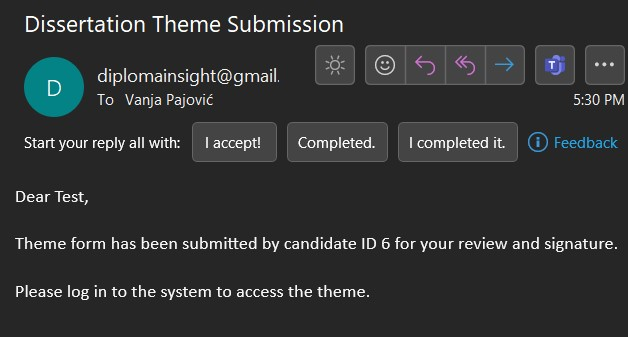 Dissertation Theme Submission
D
diplomainsight@gmail.
To Vanja Pajović
5:30 PM
Start your reply all with:
I accept!
Completed.
I completed it.
Feedback
Dear Test,
Theme form has been submitted by candidate ID 6 for your review and signature.
Please log in to the system to access the theme.